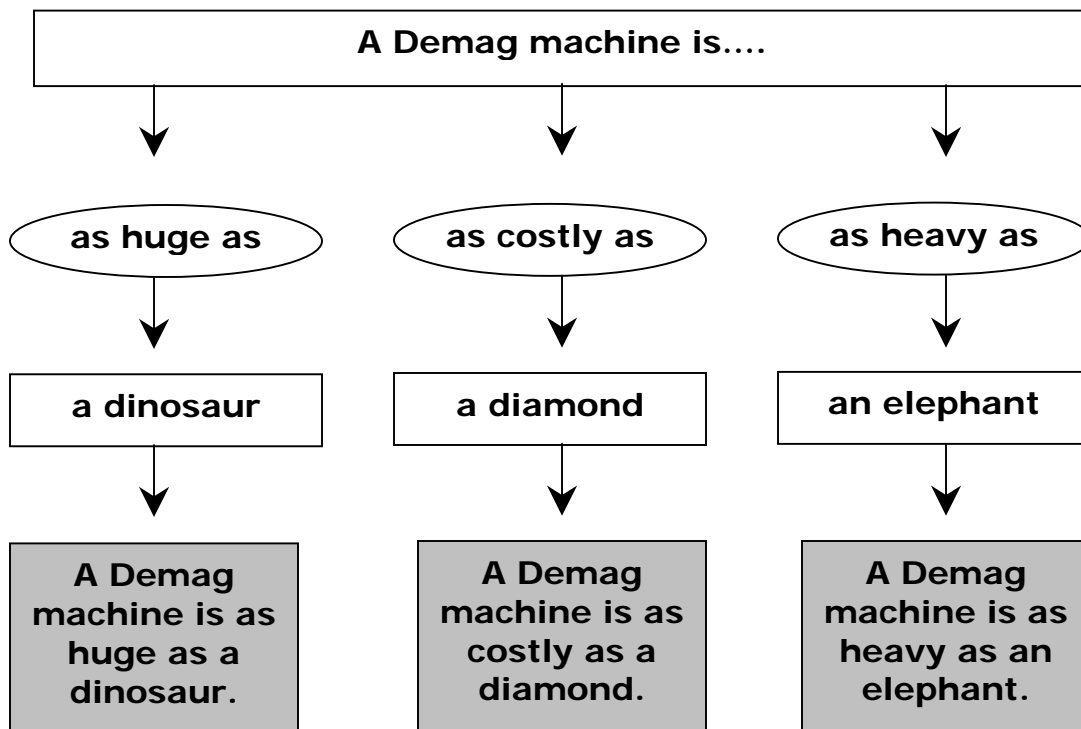 A Demag machine is....
as huge as
as costly as
as heavy as
a dinosaur
a diamond
an elephant
A Demag
machine is as
huge as a
dinosaur.
A Demag
machine is as
costly as a
diamond.
A Demag
machine is as
heavy as an
elephant.